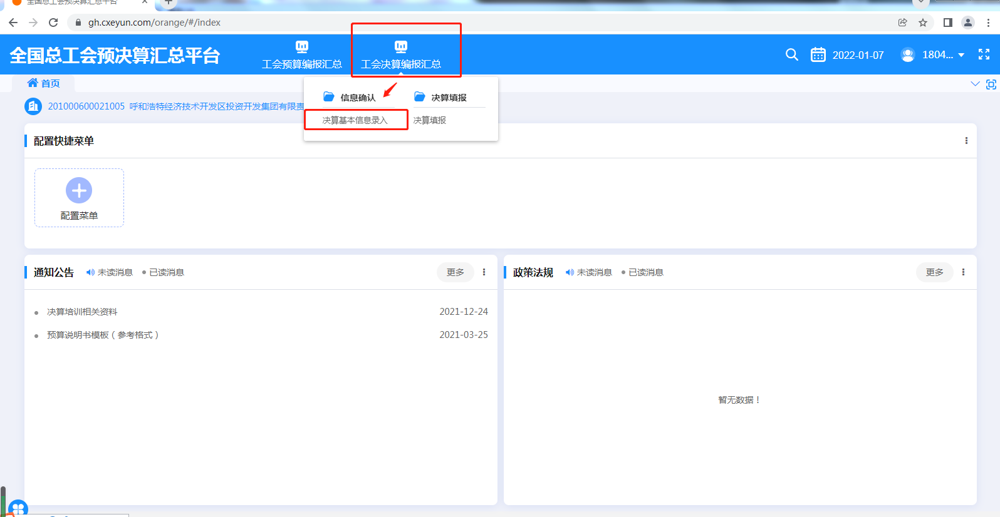 全国总工会预决算汇总平台
gh.cxeyun.com/orange/#/index
全国总工会预决算汇总平台
工会预算编报汇总
工会决算编报汇总
2022-01-07
1804...
首页
201000600021005 呼和浩特经济技术开发区投资开发集团有限责
信息确认
决算填报
决算基本信息录入
决算填报
配置快捷菜单
配置菜单
通知公告 未读消息 已读消息 更多
决算培训相关资料 2021-12-24
预算说明书模板（参考格式） 2021-03-25
政策法规 未读消息 已读消息 更多
暂无数据！